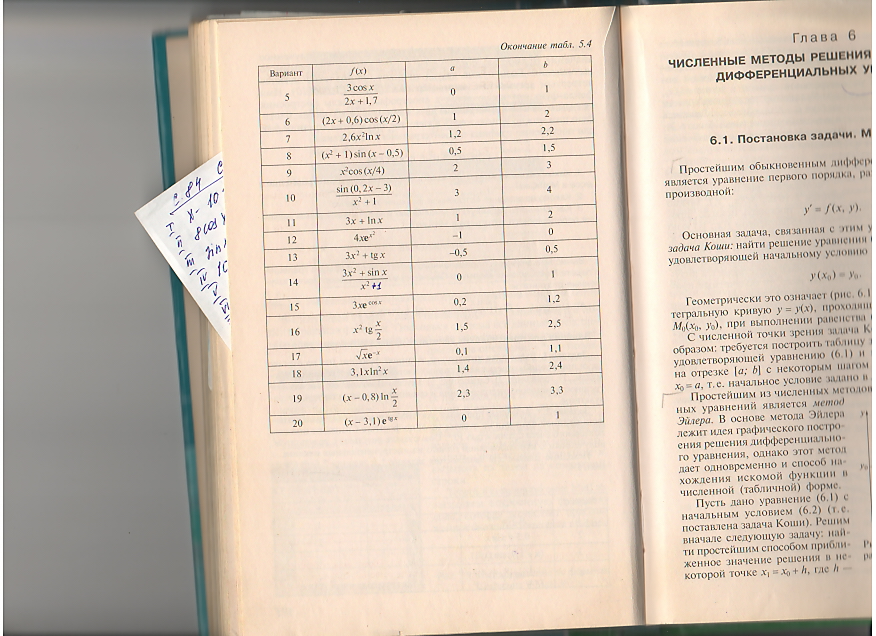 Окончание табл. 5.4
Вариант f(x) a b
5 3 cos x / 2x + 1,7 0 1
6 (2x + 0,6) cos (x/2) 1 2
7 2,6x² ln x 1,2 2,2
8 (x² + 1) sin (x − 0,5) 0,5 1,5
9 x² cos (x/4) 2 3
10 sin (0,2x − 3) / x² + 1 3 4
11 3x + ln x 1 2
12 4xe^{x²} −1 0
13 3x² + tg x −0,5 0,5
14 3x² + sin x / x² +1 0 1
15 3xe^{cos x} 0,2 1,2
16 x² tg x/2 1,5 2,5
17 √xe^{−x} 0,1 1,1
18 3,1x ln² x 1,4 2,4
19 (x − 0,8) ln x/2 2,3 3,3
20 (x − 3,1) e^{tg x} 0 1
Глава 6
ЧИСЛЕННЫЕ МЕТОДЫ РЕШЕНИЯ
ДИФФЕРЕНЦИАЛЬНЫХ
6.1. Постановка задачи.
Простейшим обыкновенным
является уравнение первого порядка,
производной:
y′ = f(x, y).
Основная задача, связанная с этим
задача Коши: найти решение уравнения
удовлетворяющей начальному условию
y(x₀) = y₀.
Геометрически это означает (рис. 6.1
тегральную кривую y = y(x),
M₀(x₀, y₀), при выполнении равенства
С численной точки зрения задача
образом: требуется построить таблицу
удовлетворяющей уравнению (6.1) и
на отрезке [a; b] с некоторым шагом
x₀ = a, т. е. начальное условие задано в
Простейшим из численных
ных уравнений является метод
Эйлера. В основе метода Эйлера
лежит идея графического постро-
ения решения дифференциально-
го уравнения, однако этот метод
дает одновременно и способ на-
хождения искомой функции в
численной (табличной) форме.
Пусть дано уравнение (6.1) с
начальным условием (6.2) (т. е.
поставлена задача Коши). Решим
вначале следующую задачу: най-
ти простейшим способом прибли-
женное значение решения в не-
которой точке x₁ = x₀ + h, где h —